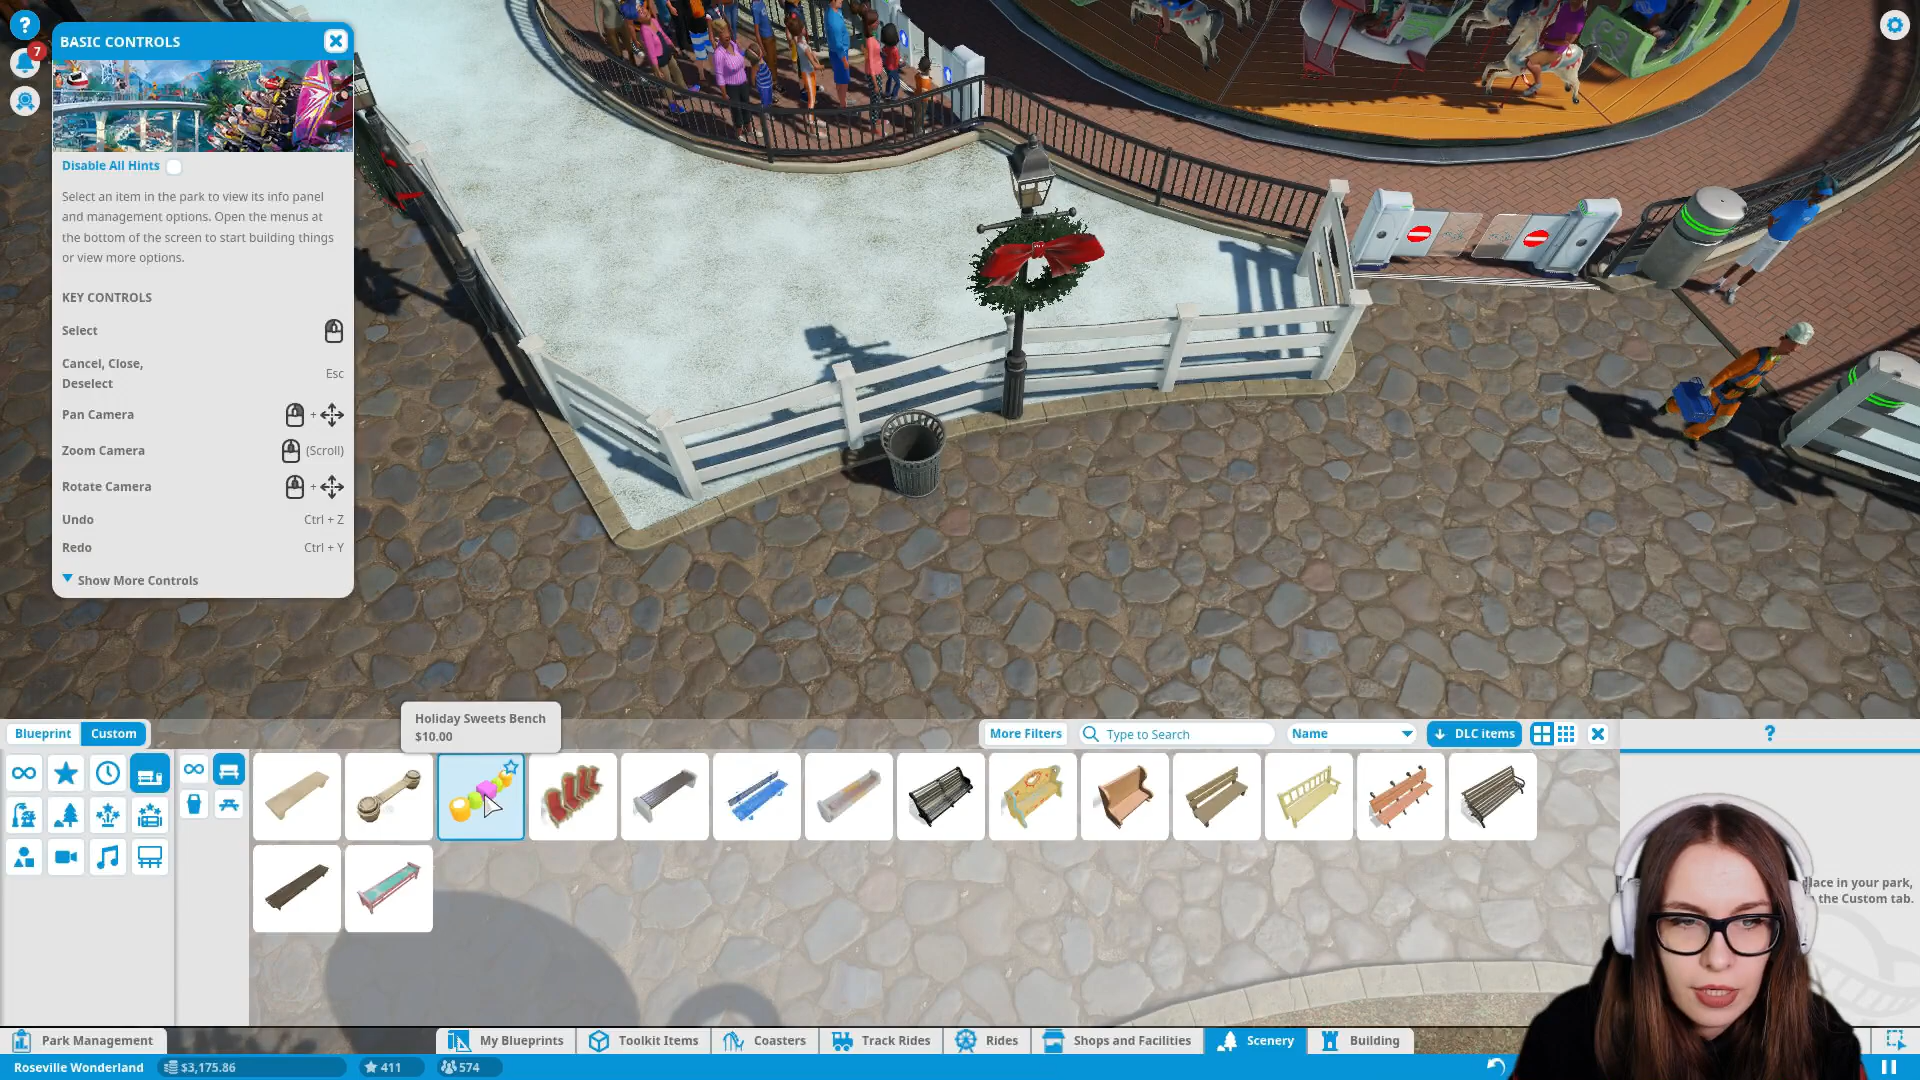 ?
7
BASIC CONTROLS
Disable All Hints
Select an item in the park to view its info panel
and management options. Open the menus at
the bottom of the screen to start building things
or view more options.
KEY CONTROLS
Select
Cancel, Close,
Deselect
Esc
Pan Camera
+
Zoom Camera
(Scroll)
Rotate Camera
+
Undo
Ctrl + Z
Redo
Ctrl + Y
Show More Controls
Holiday Sweets Bench
$10.00
Blueprint
Custom
More Filters
Type to Search
Name
DLC items
?
lace in your park,
the Custom tab.
Park Management
My Blueprints
Toolkit Items
Coasters
Track Rides
Rides
Shops and Facilities
Scenery
Building
Roseville Wonderland
$3,175.86
411
574